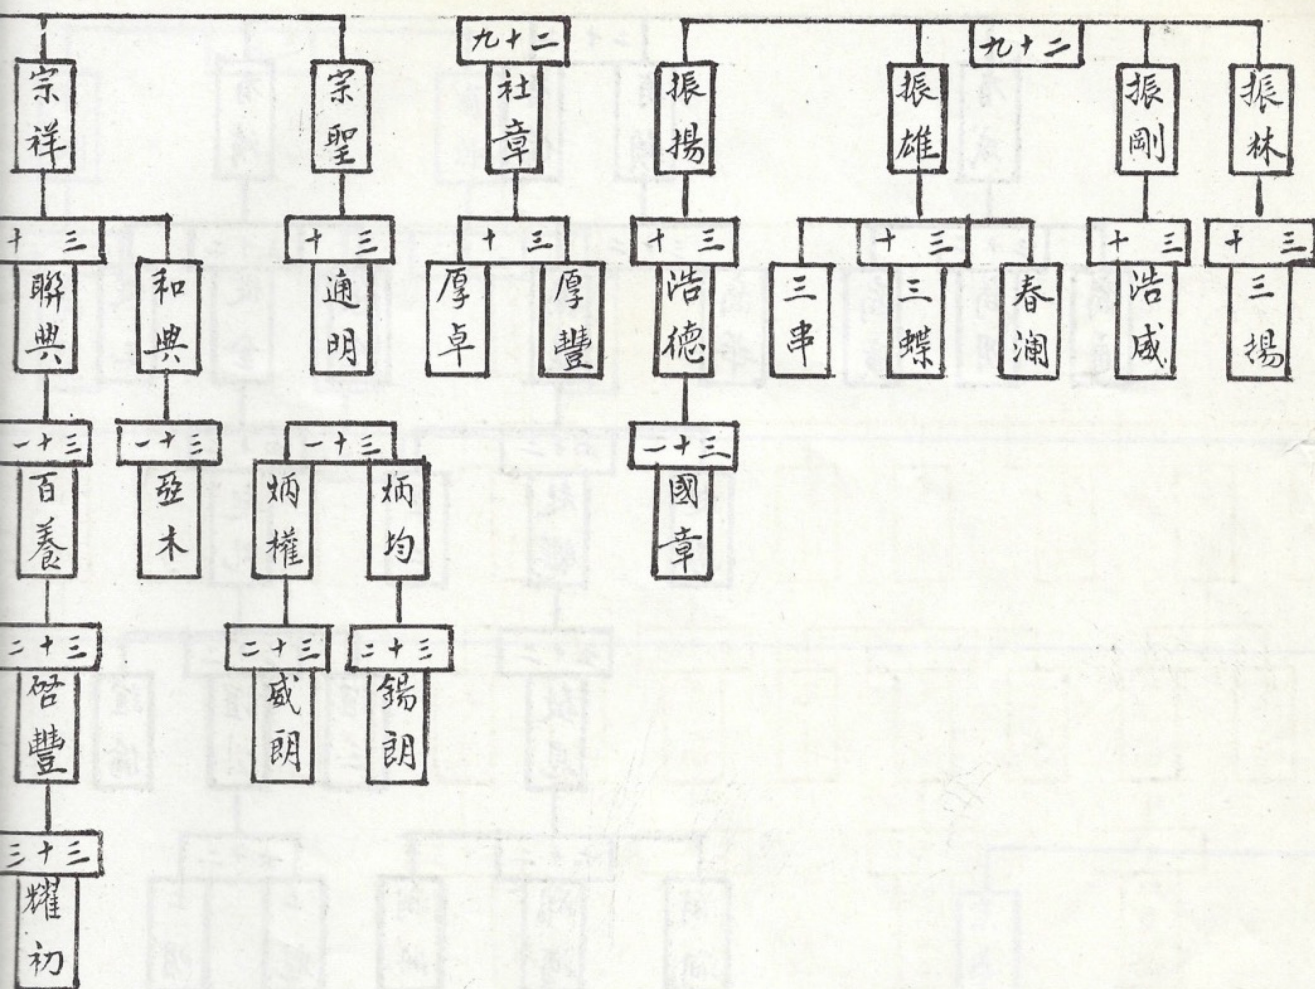 二十九
二十九
振林
振剛
振雄
振揚
社章
宗聖
宗祥
三十
三十
三十
三十
三十
三十
三十
三揚
浩威
春澜
三蝶
三串
浩德
厚豐
厚卓
通明
和興
聯興
三十一
三十一
三十一
三十一
國章
炳均
炳權
亞木
百養
三十二
三十二
三十二
錫朗
威朗
啓豐
三十三
耀初